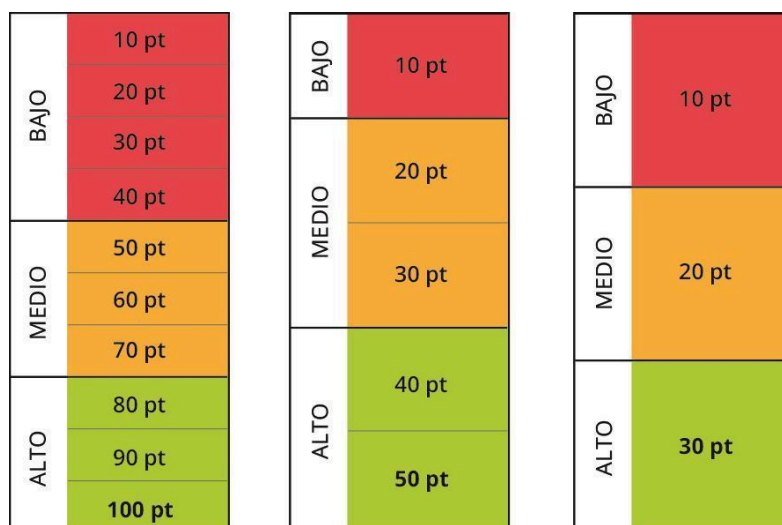 BAJO
10 pt
20 pt
30 pt
40 pt
MEDIO
50 pt
60 pt
70 pt
ALTO
80 pt
90 pt
100 pt
BAJO
10 pt
MEDIO
20 pt
30 pt
ALTO
40 pt
50 pt
BAJO
10 pt
MEDIO
20 pt
ALTO
30 pt